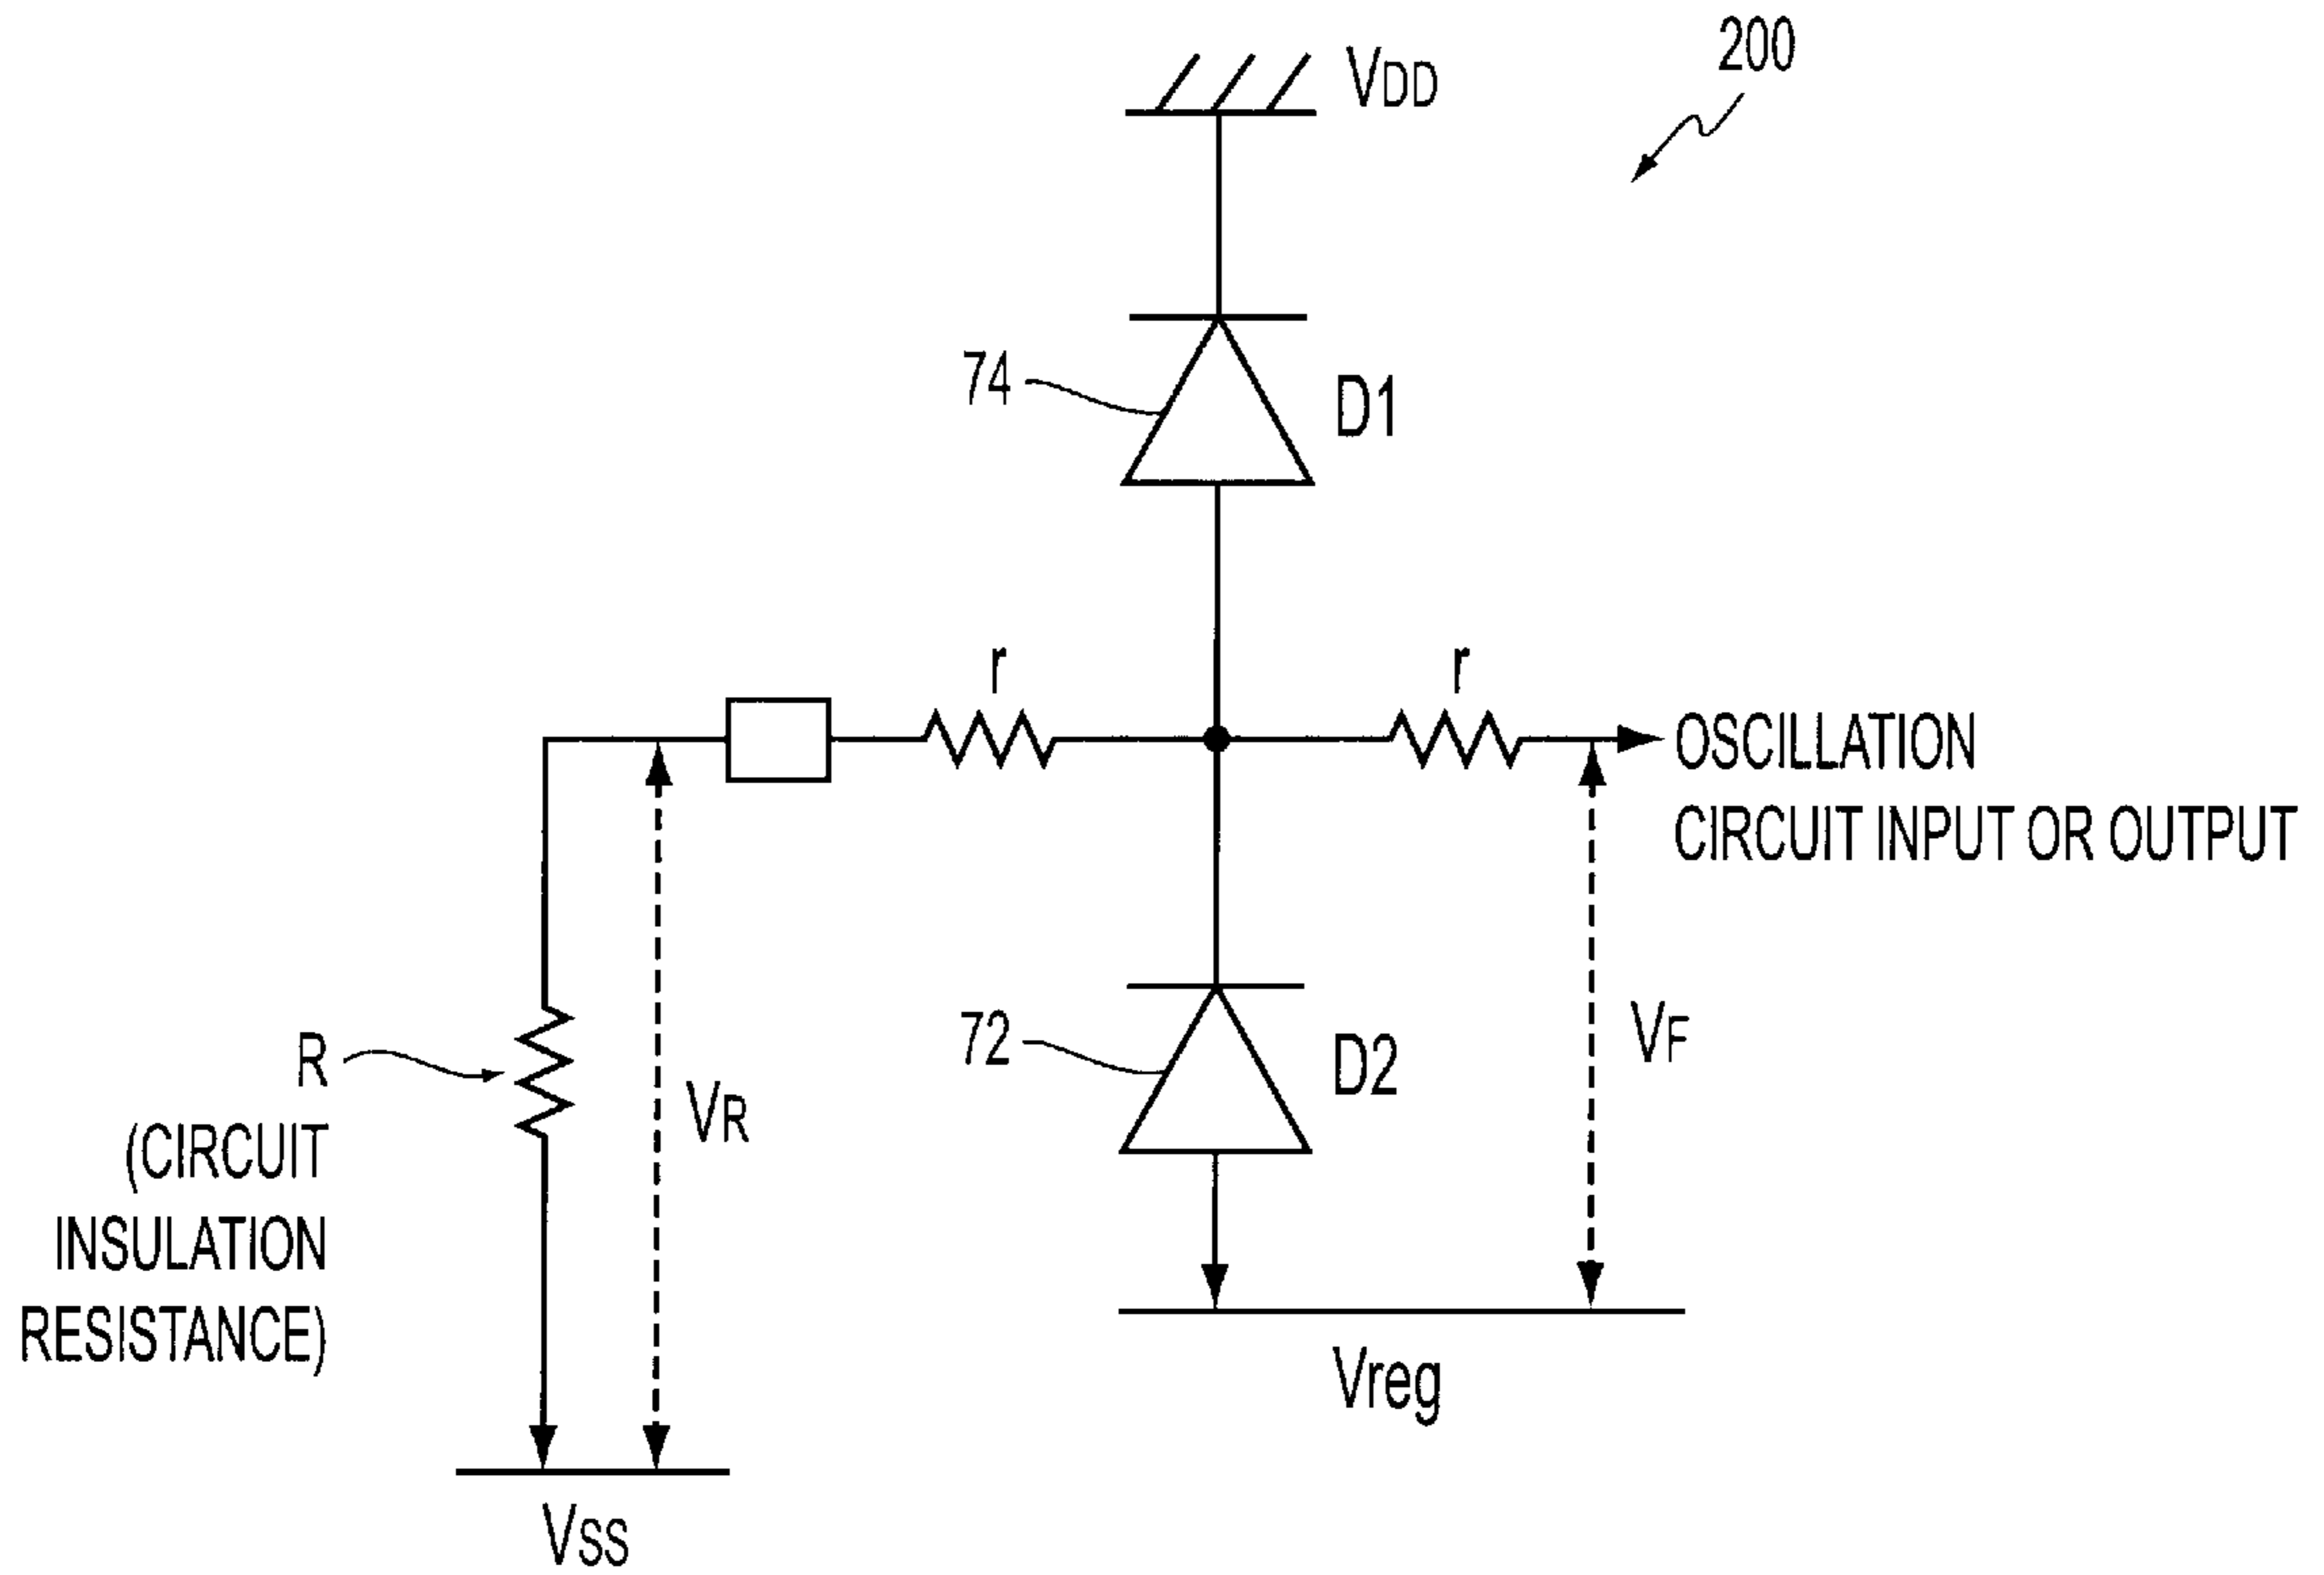 200
VDD
74
D1
r
r
OSCILLATION
CIRCUIT INPUT OR OUTPUT
72
D2
VF
R
(CIRCUIT
INSULATION
RESISTANCE)
VR
Vreg
VSS